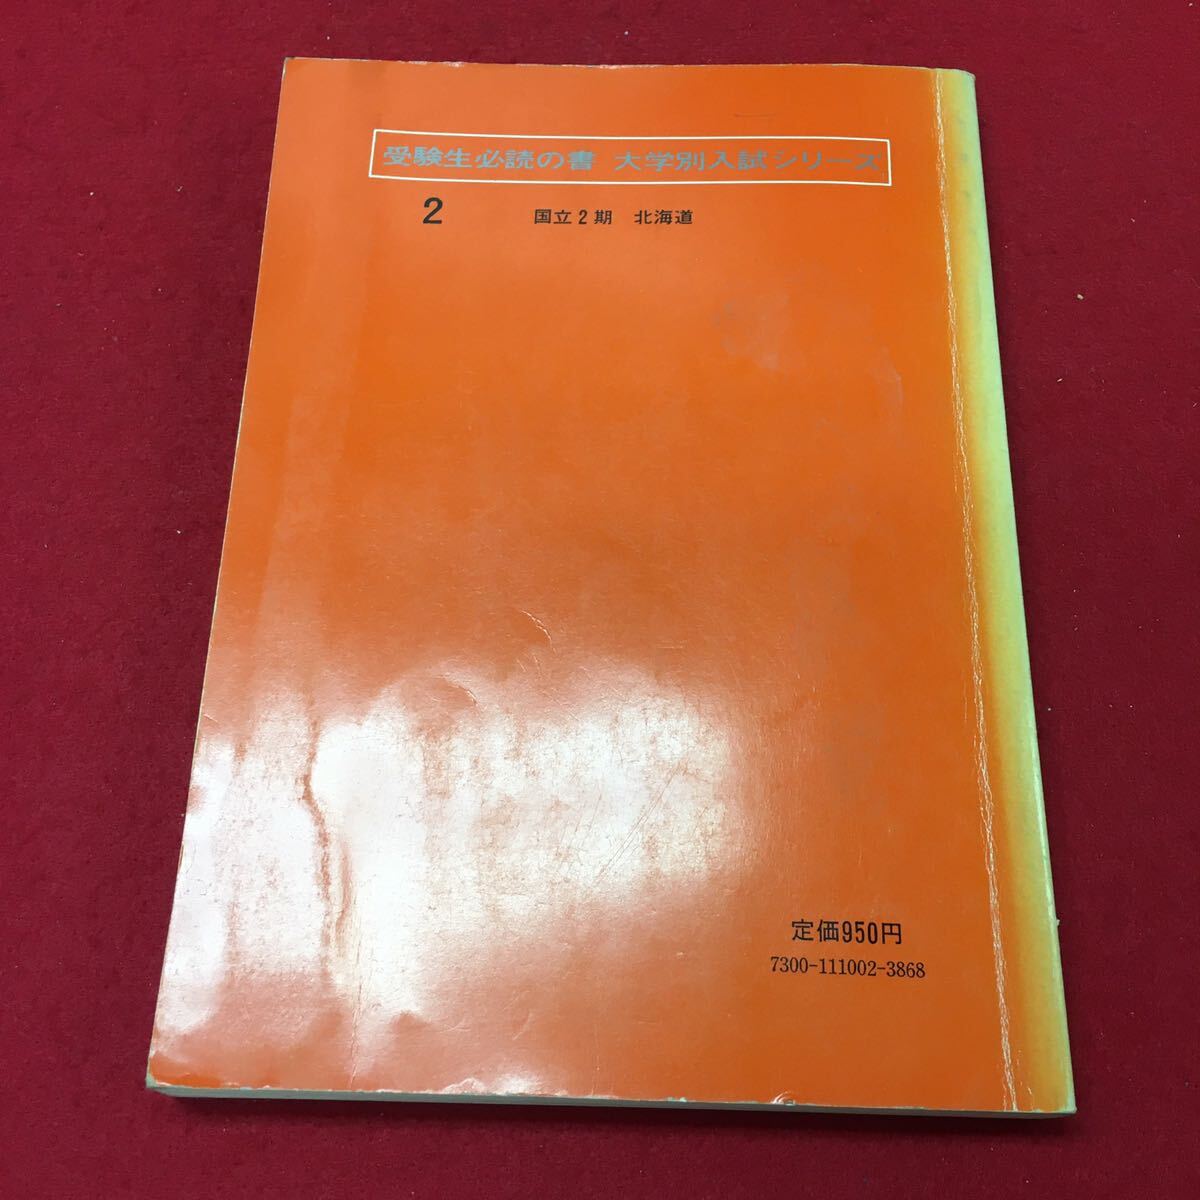 受験生必読の書 大学別入試シリーズ
2 国立2期 北海道
定価950円
7300-111002-3868